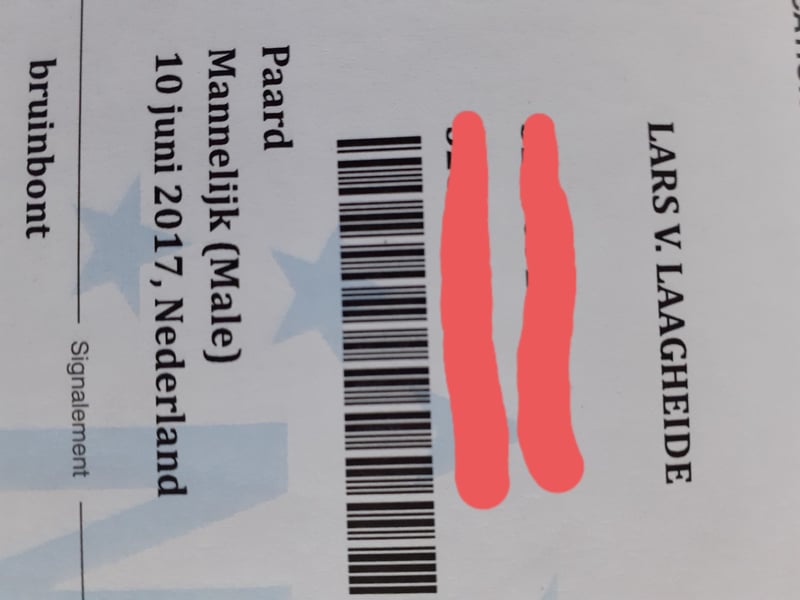 LARS V. LAAGHEIDE
Paard
Mannelijk (Male)
10 juni 2017, Nederland
Signalement
bruinbont